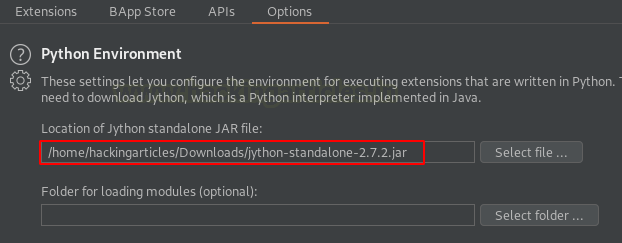 Extensions BApp Store APIs Options
Python Environment
These settings let you configure the environment for executing extensions that are written in Python. T
need to download Jython, which is a Python interpreter implemented in Java.
Location of Jython standalone JAR file:
/home/hackingarticles/Downloads/jython-standalone-2.7.2.jar Select file ...
Folder for loading modules (optional):
Select folder ...